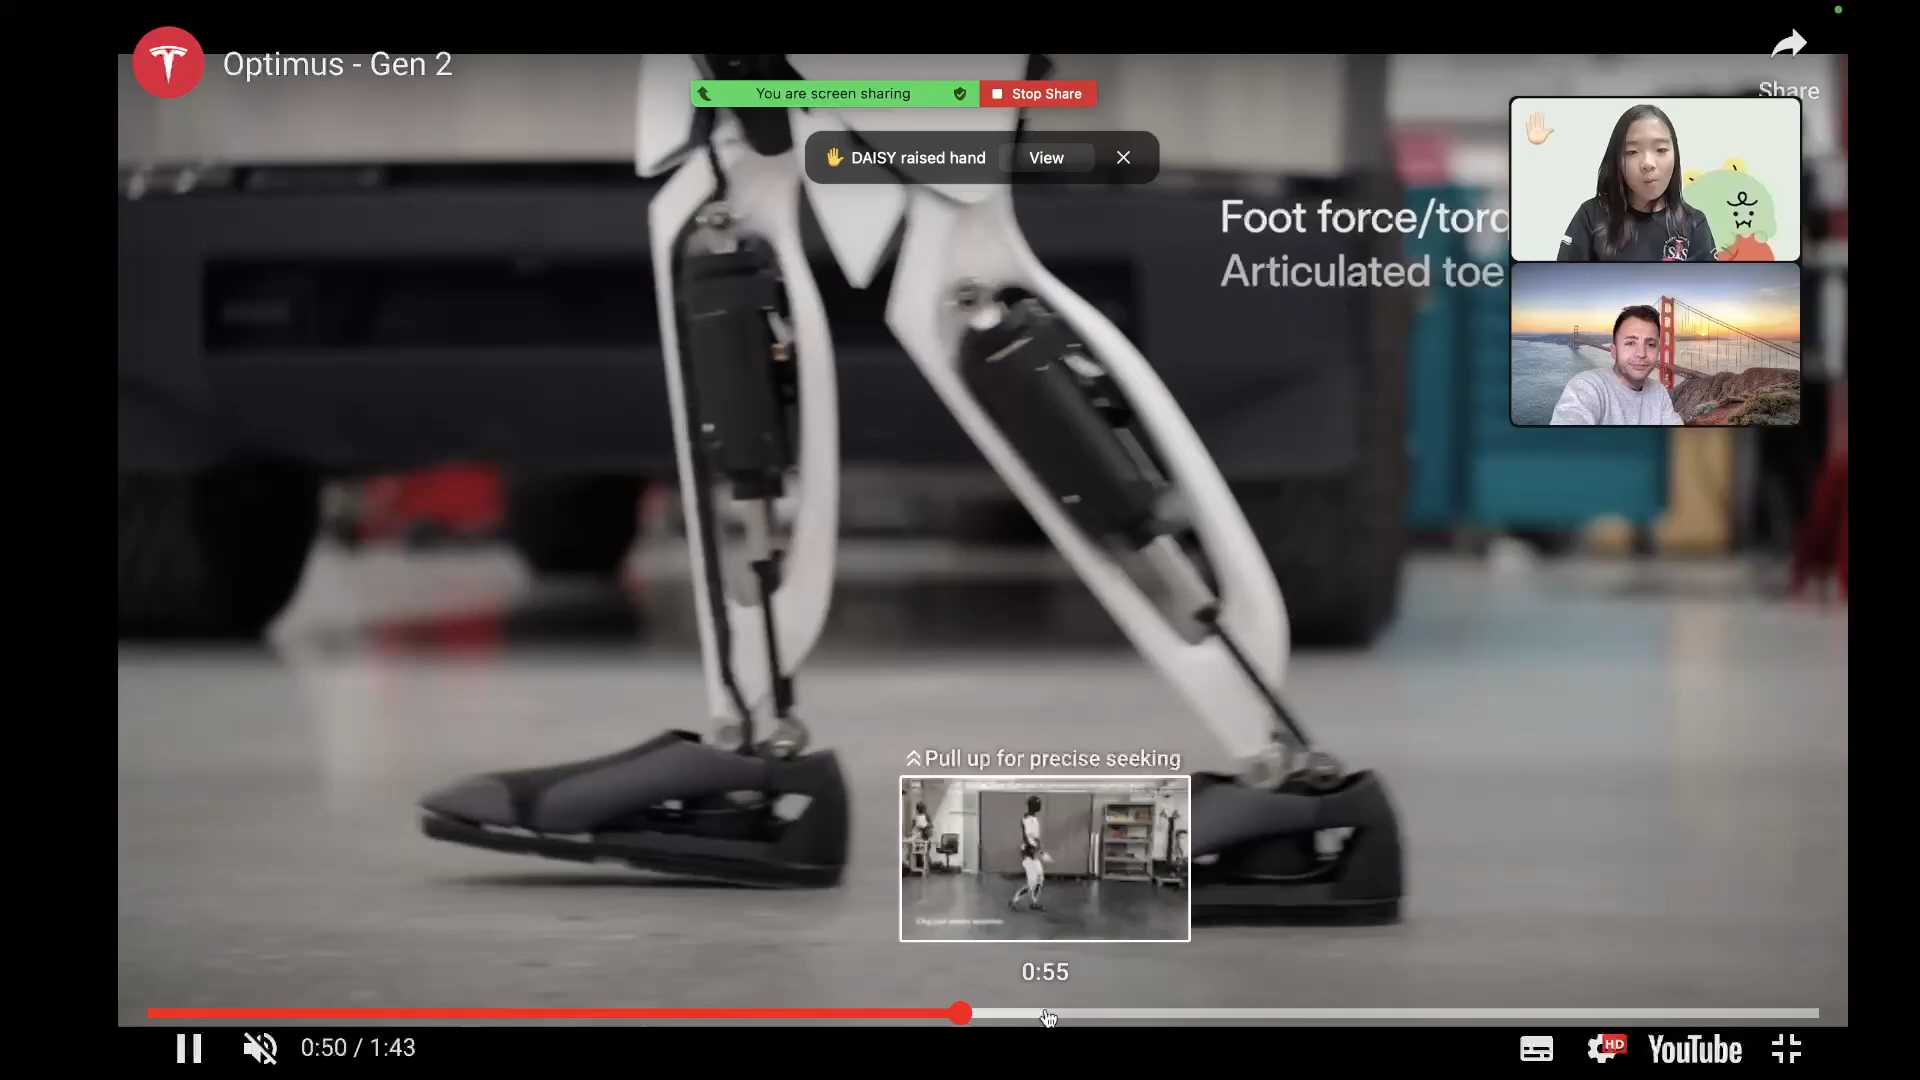 Optimus - Gen 2
Share
You are screen sharing
Stop Share
DAISY raised hand
View
Foot force/torq
Articulated toe
Pull up for precise seeking
0:55
0:50 / 1:43
HD
YouTube